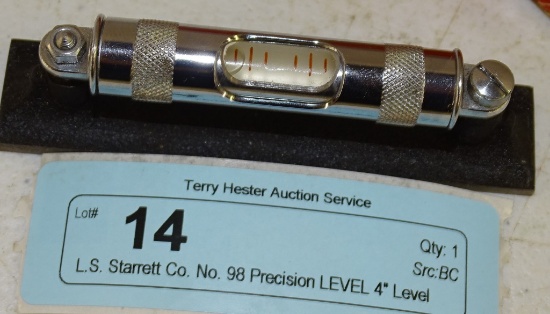 Terry Hester Auction Service
Lot# 14 Qty: 1
Src:BC
L.S. Starrett Co. No. 98 Precision LEVEL 4" Level